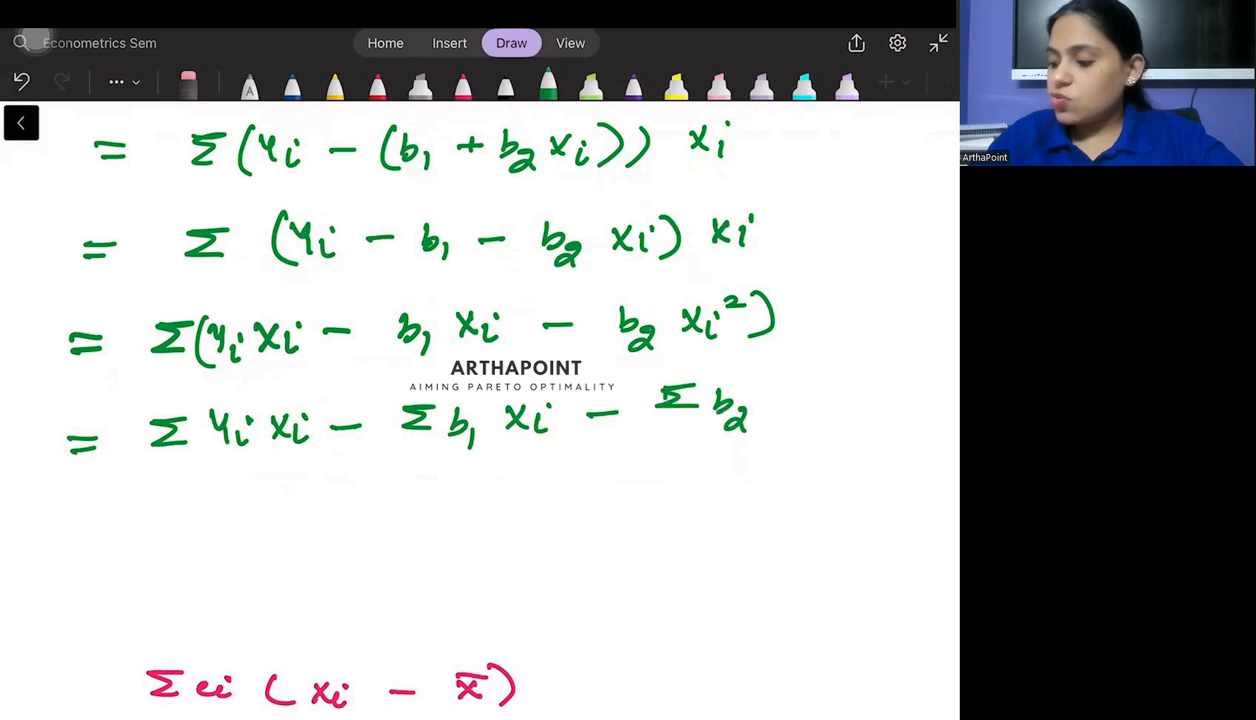 Econometrics Sem
Home Insert Draw View
A
ArthaPoint
= Σ(Yi - (b₁ + b₂ Xi)) Xi
= Σ (Yi - b₁ - b₂ Xi) Xi
= Σ(Yi Xi - b₁ Xi - b₂ Xi²)
ARTHAPOINT
AIMING PARETO OPTIMALITY
= Σ Yi Xi - Σ b₁ Xi - Σ b₂
Σ ei ( Xi - X̄ )